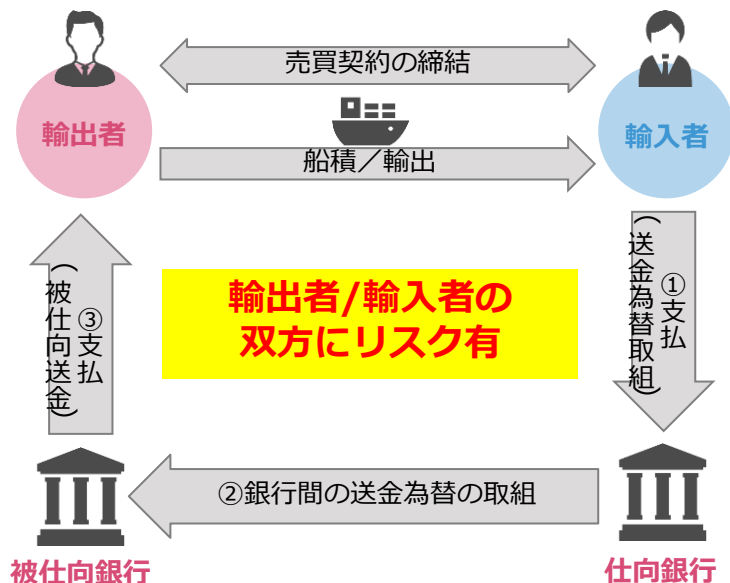 売買契約の締結
輸出者
輸入者
船積／輸出
輸出者/輸入者の
双方にリスク有
①支払
(送金為替取組)
③支払
(被仕向送金)
②銀行間の送金為替の取組
被仕向銀行
仕向銀行